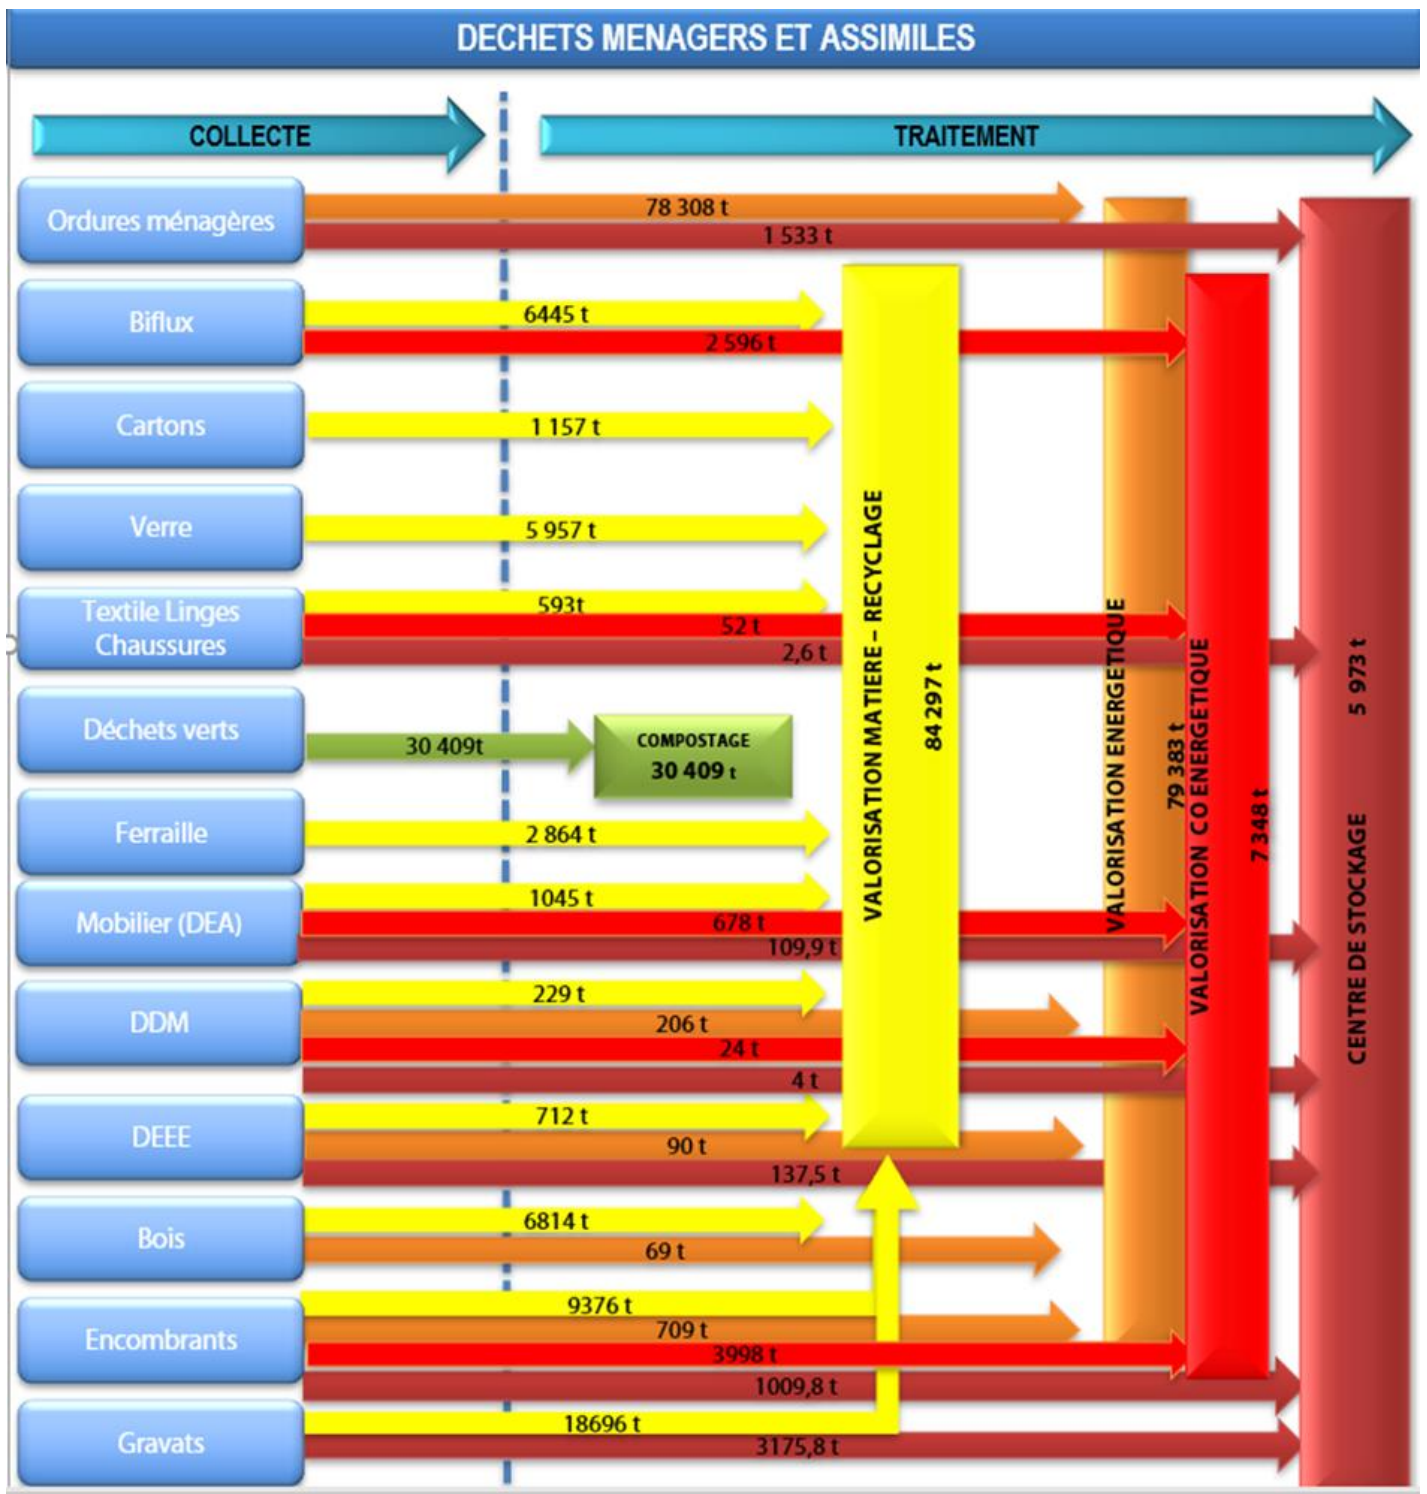 DECHETS MENAGERS ET ASSIMILES
COLLECTE
TRAITEMENT
Ordures ménagères
78 308 t
1 533 t
Biflux
6445 t
2 596 t
Cartons
1 157 t
Verre
5 957 t
Textile Linges
Chaussures
593t
52 t
2,6 t
Déchets verts
30 409t
COMPOSTAGE
30 409 t
Ferraille
2 864 t
Mobilier (DEA)
1045 t
678 t
109,9 t
DDM
229 t
206 t
24 t
4 t
DEEE
712 t
90 t
137,5 t
Bois
6814 t
69 t
Encombrants
9376 t
709 t
3998 t
1009,8 t
Gravats
18696 t
3175,8 t
VALORISATION MATIERE – RECYCLAGE
84 297 t
VALORISATION ENERGETIQUE
79 383 t
VALORISATION CO ENERGETIQUE
7 348 t
CENTRE DE STOCKAGE 5 973 t